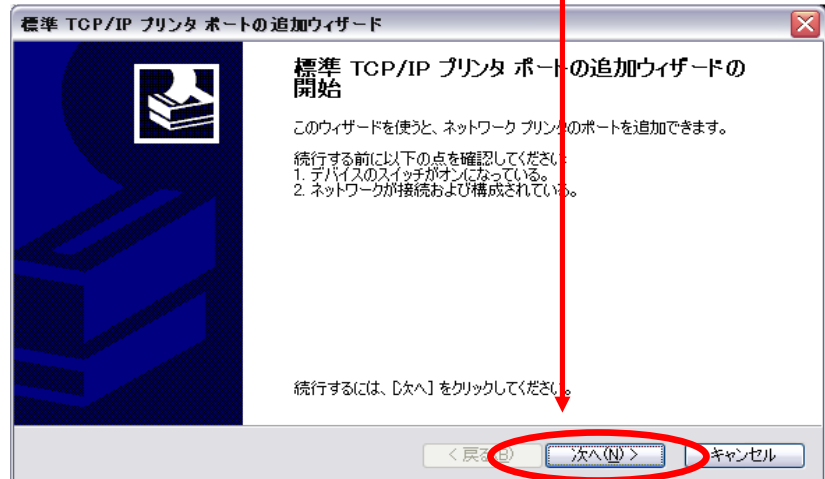 標準 TCP/IP プリンタ ポートの追加ウィザード
標準 TCP/IP プリンタ ポートの追加ウィザードの
開始
このウィザードを使うと、ネットワーク プリンタのポートを追加できます。
続行する前に以下の点を確認してください:
1. デバイスのスイッチがオンになっている。
2. ネットワークが接続および構成されている。
続行するには、[次へ] をクリックしてください。
< 戻る(B)
次へ(N) >
キャンセル